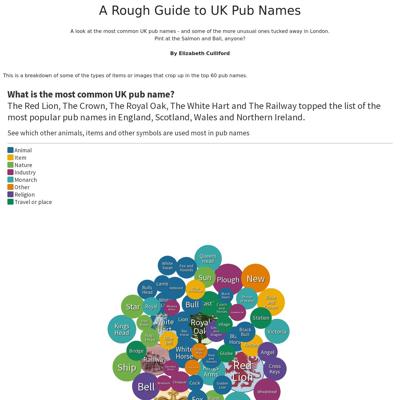 A Rough Guide to UK Pub Names
A look at the most common UK pub names - and some of the more unusual ones tucked away in London.
Pint at the Salmon and Ball, anyone?
By Elizabeth Culliford
This is a breakdown of some of the types of items or images that crop up in the top 60 pub names.
What is the most common UK pub name?
The Red Lion, The Crown, The Royal Oak, The White Hart and The Railway topped the list of the
most popular pub names in England, Scotland, Wales and Northern Ireland.
See which other animals, items and other symbols are used most in pub names
Animal
Item
Nature
Industry
Monarch
Other
Religion
Travel or place
Queens
Head
Sun
Plough
New
Lamb
Bulls
Head
Star
Royal
Bull
Station
Kings
Head
Lion
Royal
Oak
Village
Victoria
Black
Bull
Bridge
White
Horse
Globe
Angel
Railway
Ship
Arms
Red
Lion
Cross
Keys
Bell
Cock
Fox